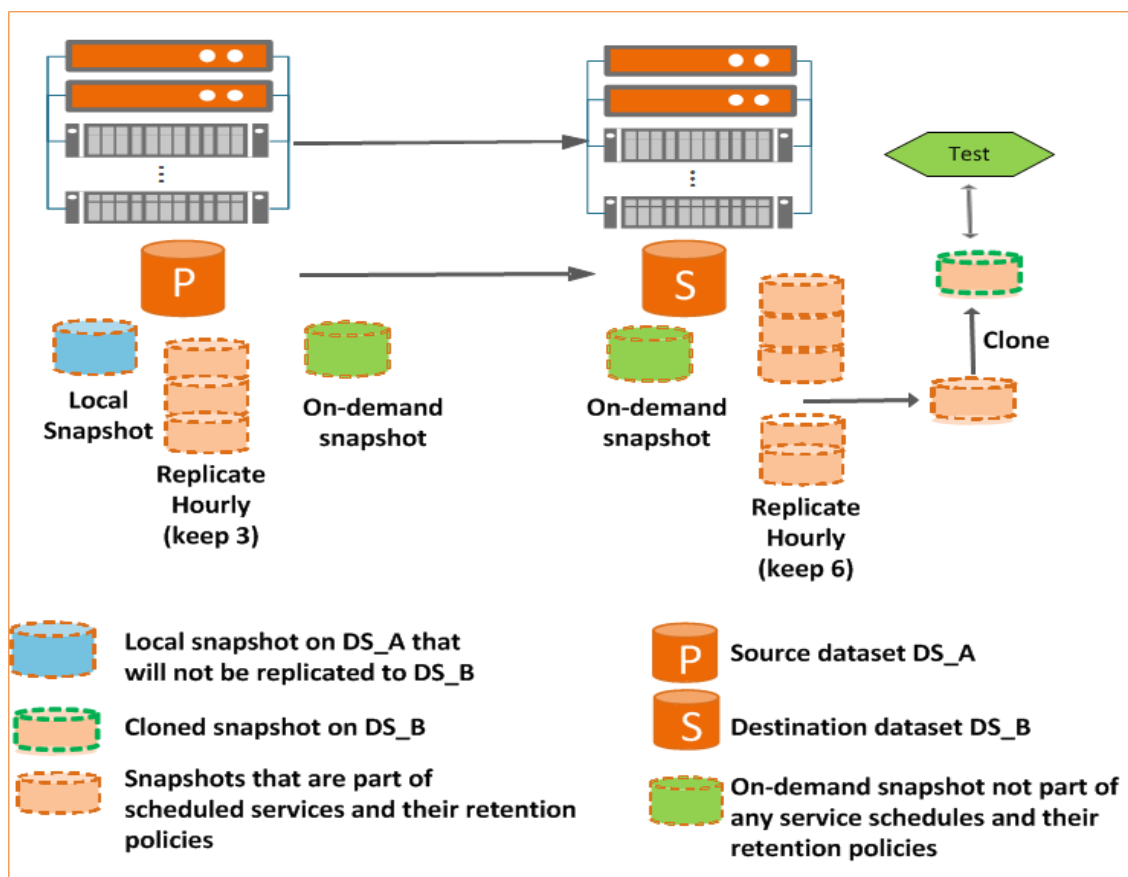 Test
P
S
Clone
Local
Snapshot
On-demand
snapshot
On-demand
snapshot
Replicate
Hourly
(keep 3)
Replicate
Hourly
(keep 6)
Local snapshot on DS_A that
will not be replicated to DS_B
Cloned snapshot on DS_B
Snapshots that are part of
scheduled services and their retention
policies
P
Source dataset DS_A
S
Destination dataset DS_B
On-demand snapshot not part of
any service schedules and their
retention policies